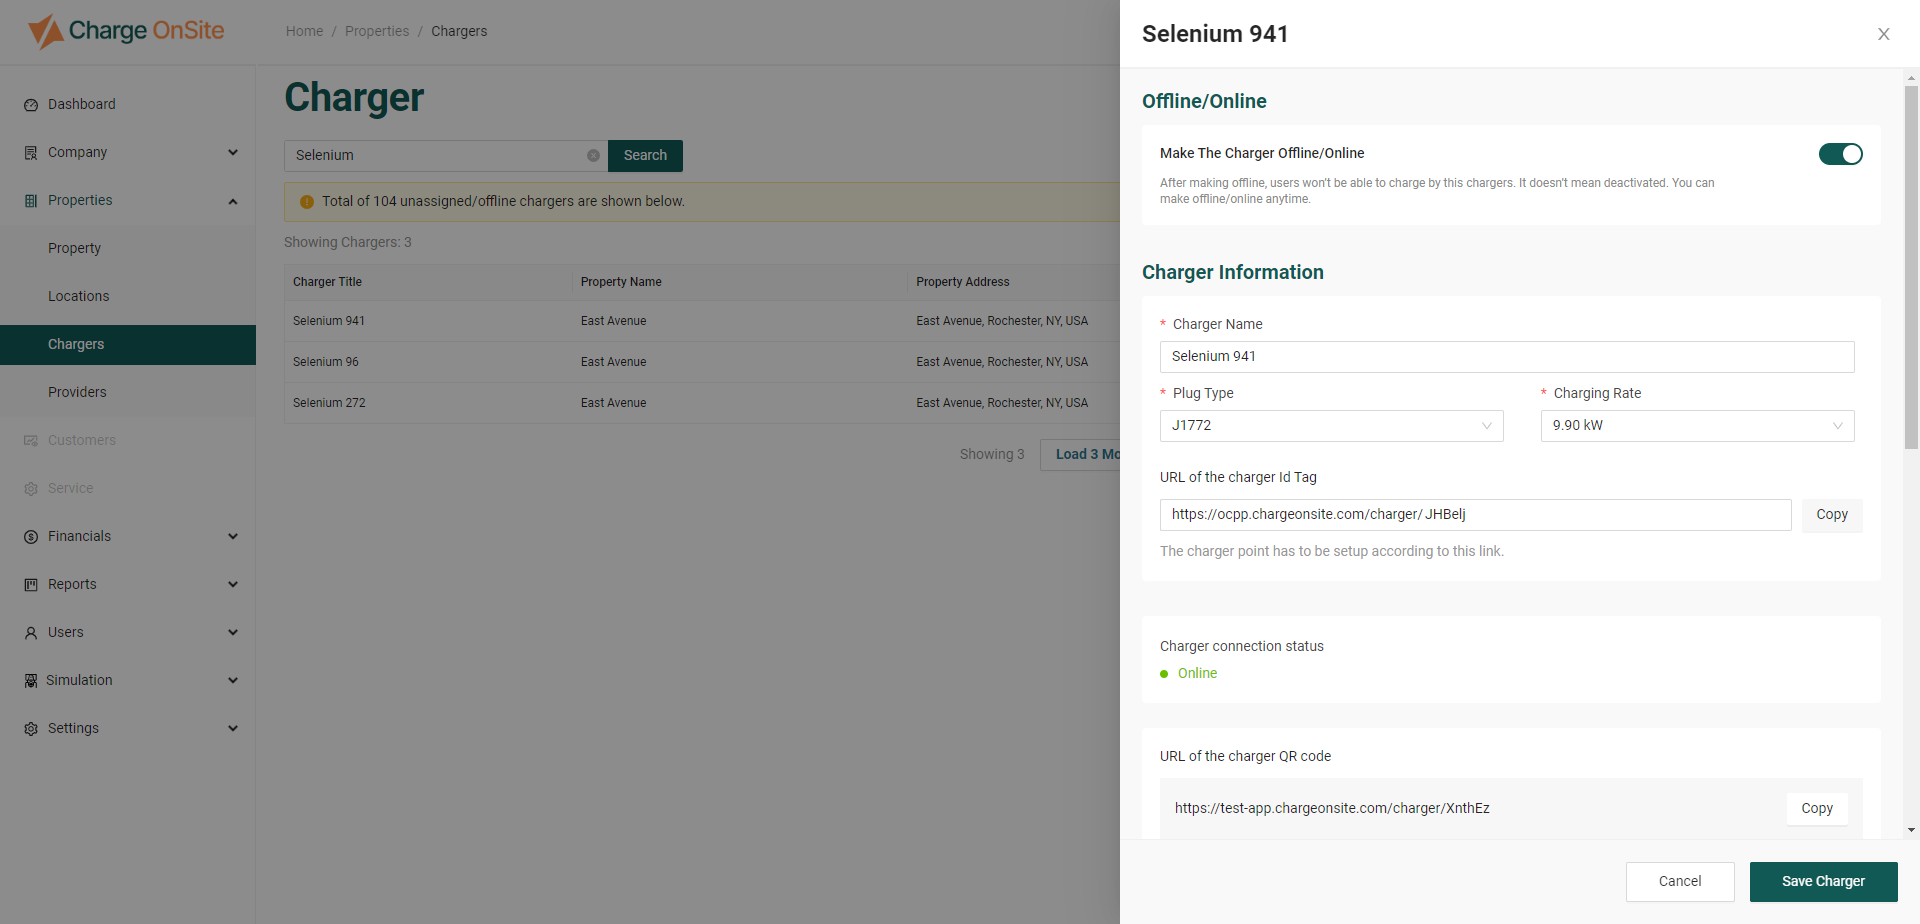 Charge OnSite
Home / Properties / Chargers
Dashboard
Company
Properties
Property
Locations
Chargers
Providers
Customers
Service
Financials
Reports
Users
Simulation
Settings
Charger
Selenium
Search
Total of 104 unassigned/offline chargers are shown below.
Showing Chargers: 3
Charger Title Property Name Property Address
Selenium 941 East Avenue East Avenue, Rochester, NY, USA
Selenium 96 East Avenue East Avenue, Rochester, NY, USA
Selenium 272 East Avenue East Avenue, Rochester, NY, USA
Showing 3 Load 3 Mo
Selenium 941
Offline/Online
Make The Charger Offline/Online
After making offline, users won't be able to charge by this chargers. It doesn't mean deactivated. You can
make offline/online anytime.
Charger Information
* Charger Name
Selenium 941
* Plug Type * Charging Rate
J1772 9.90 kW
URL of the charger Id Tag
https://ocpp.chargeonsite.com/charger/JHBelj Copy
The charger point has to be setup according to this link.
Charger connection status
Online
URL of the charger QR code
https://test-app.chargeonsite.com/charger/XnthEz Copy
Cancel Save Charger